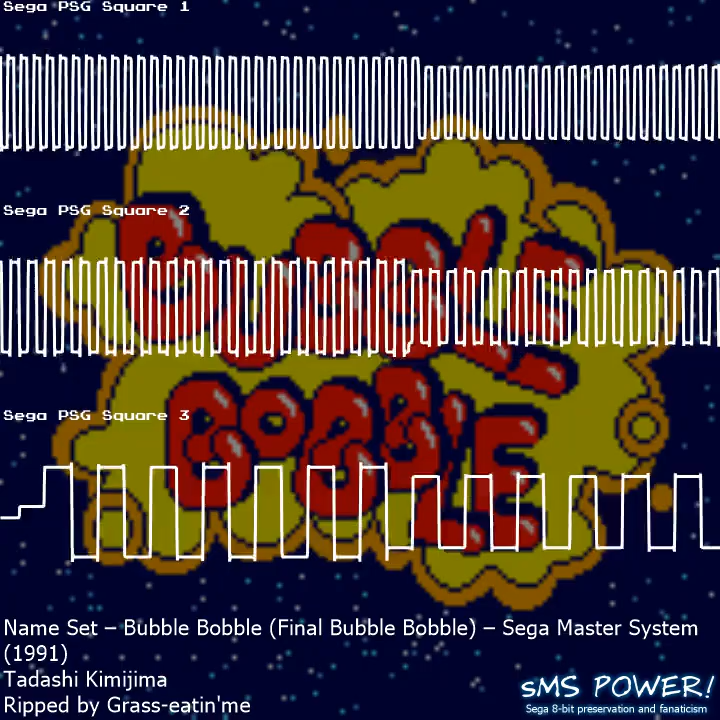 Sega PSG Square 1
Sega PSG Square 2
BUBBLE
Sega PSG Square 3
BOBBLE
Name Set – Bubble Bobble (Final Bubble Bobble) – Sega Master System
(1991)
Tadashi Kimijima
Ripped by Grass-eatin'me
sMS POWER!
Sega 8-bit preservation and fanaticism